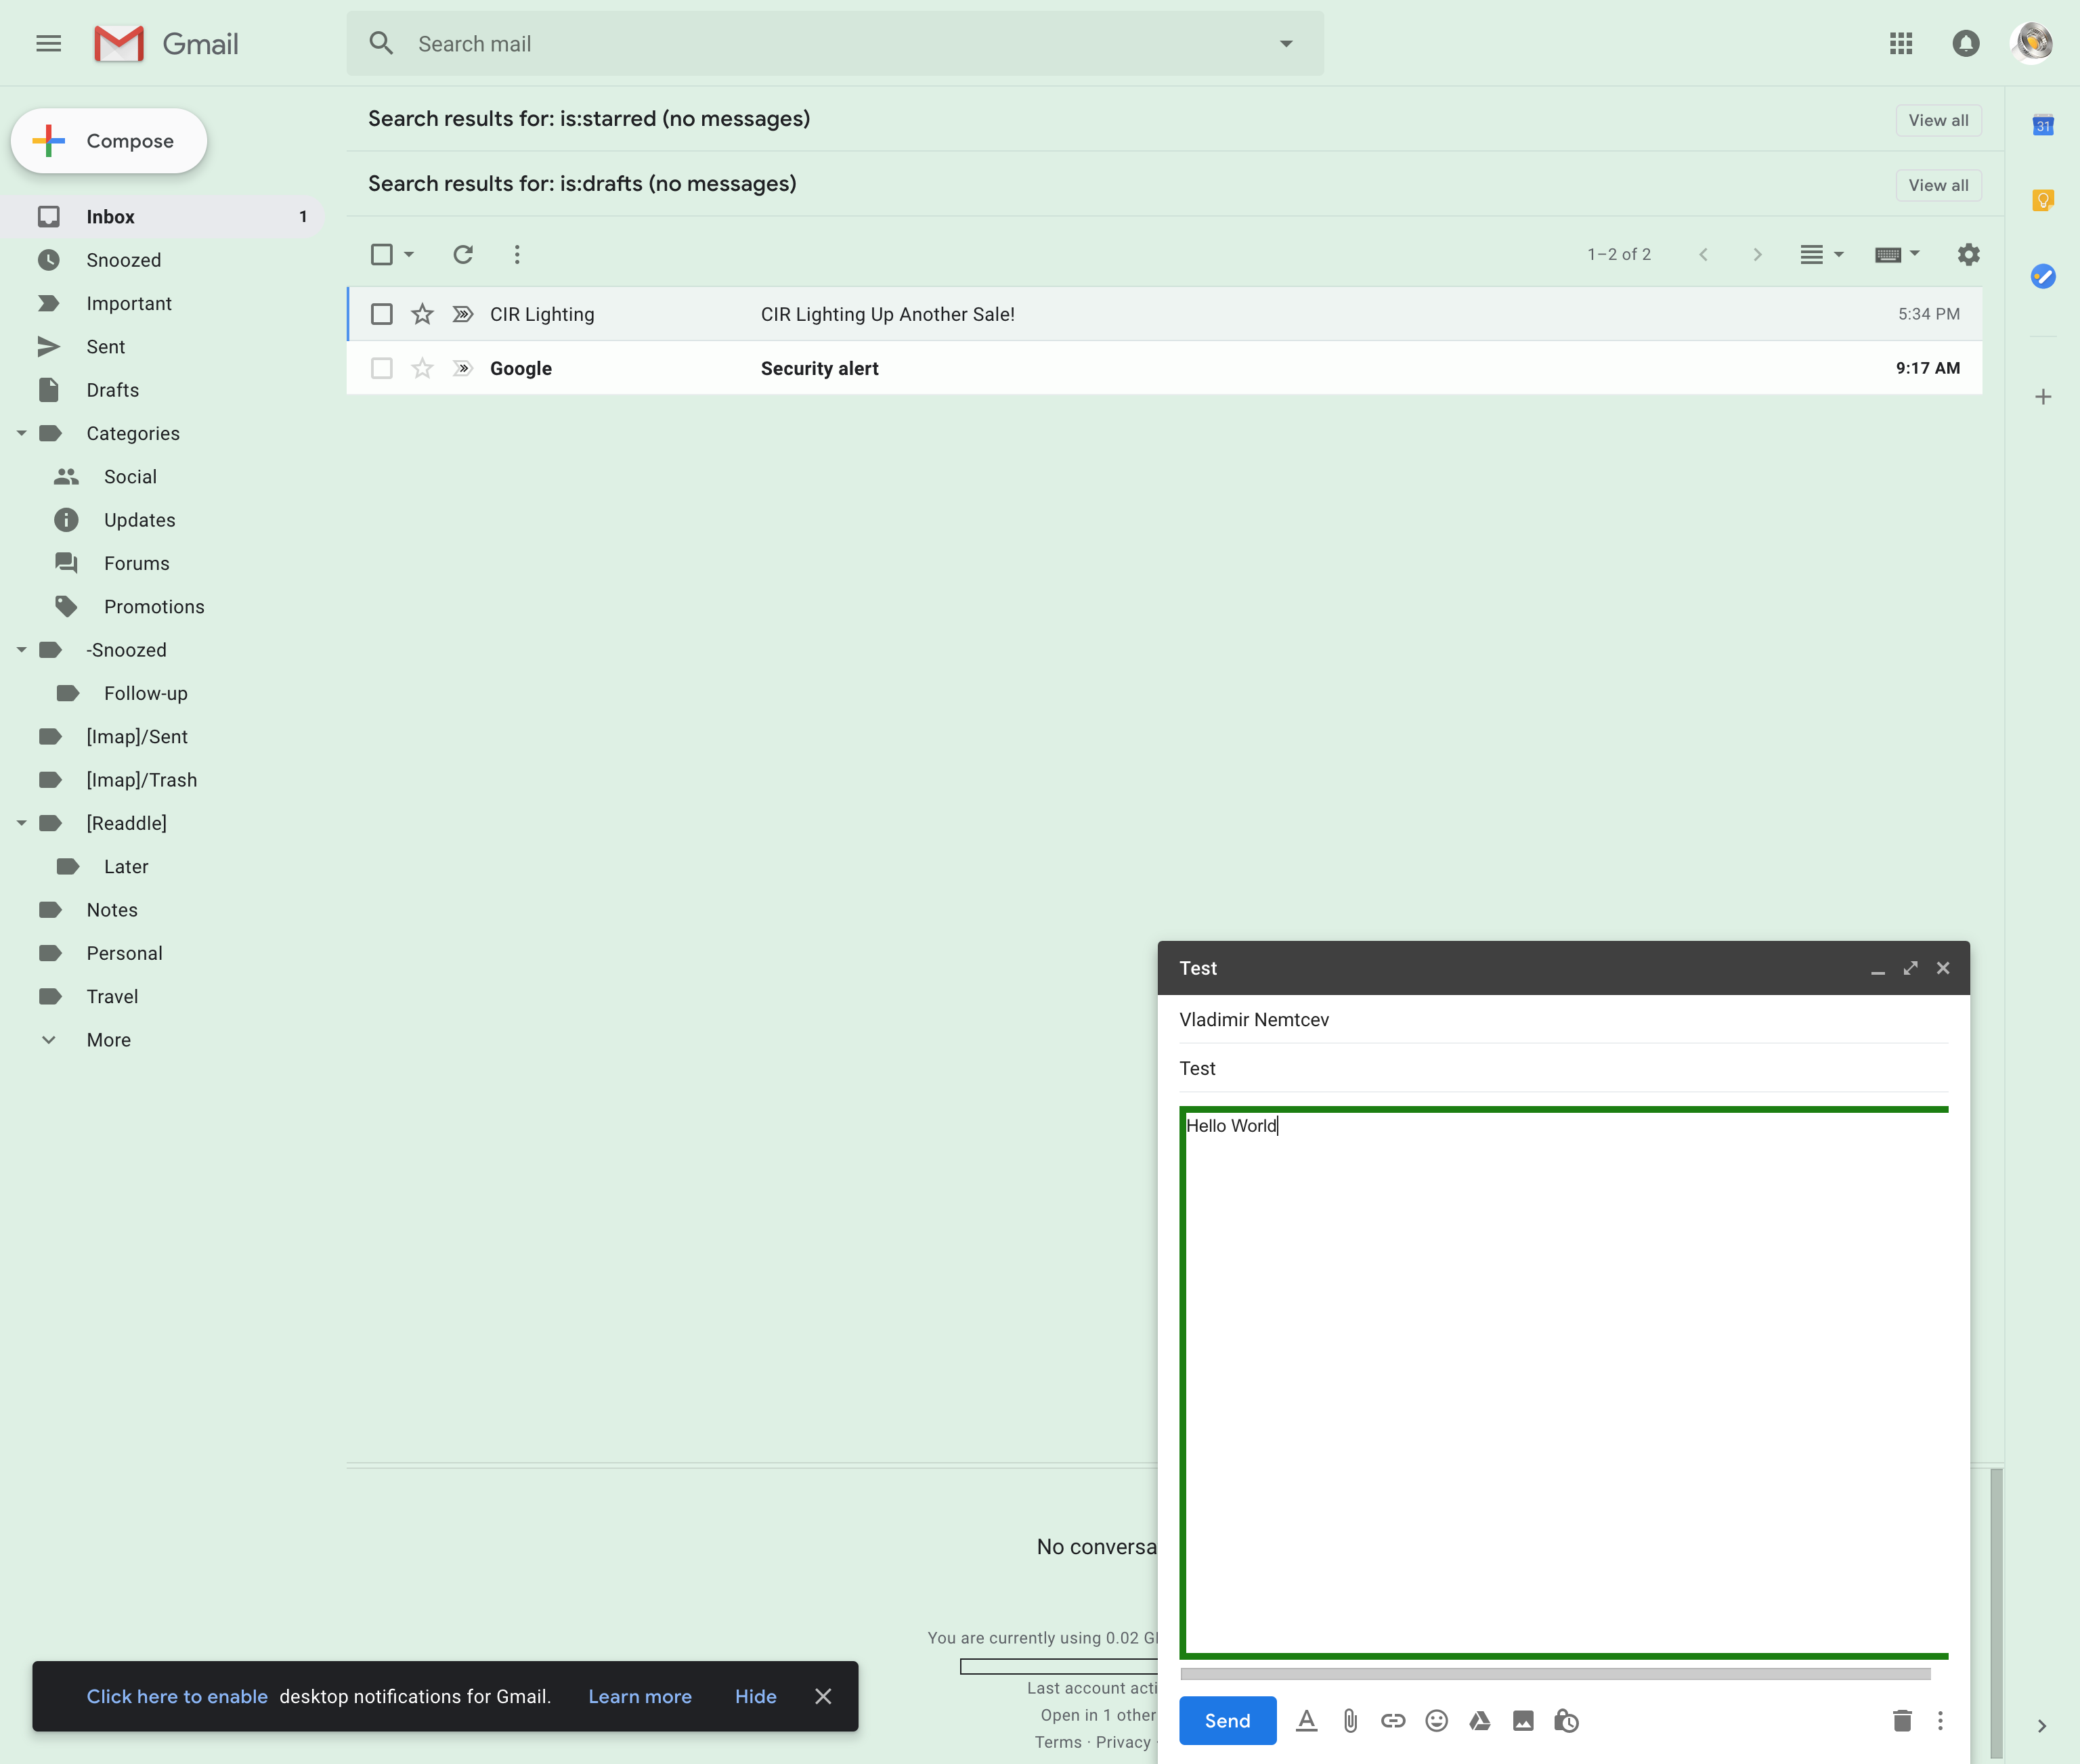 Gmail
Search mail
Compose
Search results for: is:starred (no messages)
View all
Search results for: is:drafts (no messages)
View all
31
Inbox 1
Snoozed
Important
Sent
Drafts
Categories
Social
Updates
Forums
Promotions
-Snoozed
Follow-up
[Imap]/Sent
[Imap]/Trash
[Readdle]
Later
Notes
Personal
Travel
More
1–2 of 2
CIR Lighting CIR Lighting Up Another Sale! 5:34 PM
Google Security alert 9:17 AM
Test
Vladimir Nemtcev
Test
Hello World
Send
No conversa
You are currently using 0.02 G
Last account acti
Open in 1 other
Terms · Privacy ·
Click here to enable desktop notifications for Gmail. Learn more Hide